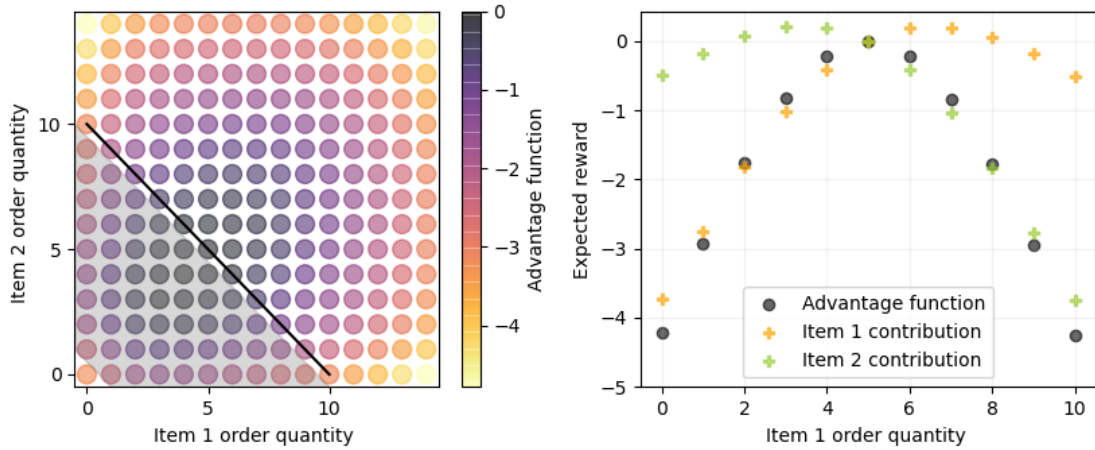 10
5
0
0
5
10
Item 2 order quantity
Item 1 order quantity
0
−1
−2
−3
−4
Advantage function
0
−1
−2
−3
−4
−5
0
2
4
6
8
10
Expected reward
Item 1 order quantity
Advantage function
Item 1 contribution
Item 2 contribution